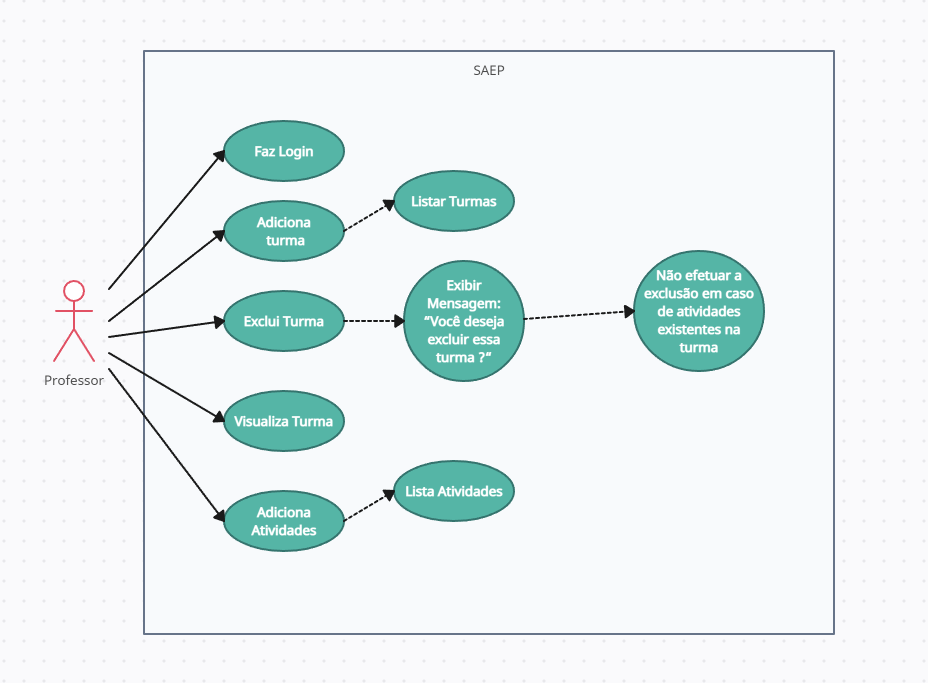 SAEP
Faz Login
Adiciona
turma
Listar Turmas
Exclui Turma
Exibir
Mensagem:
“Você deseja
excluir essa
turma ?“
Não efetuar a
exclusão em caso
de atividades
existentes na
turma
Professor
Visualiza Turma
Adiciona
Atividades
Lista Atividades